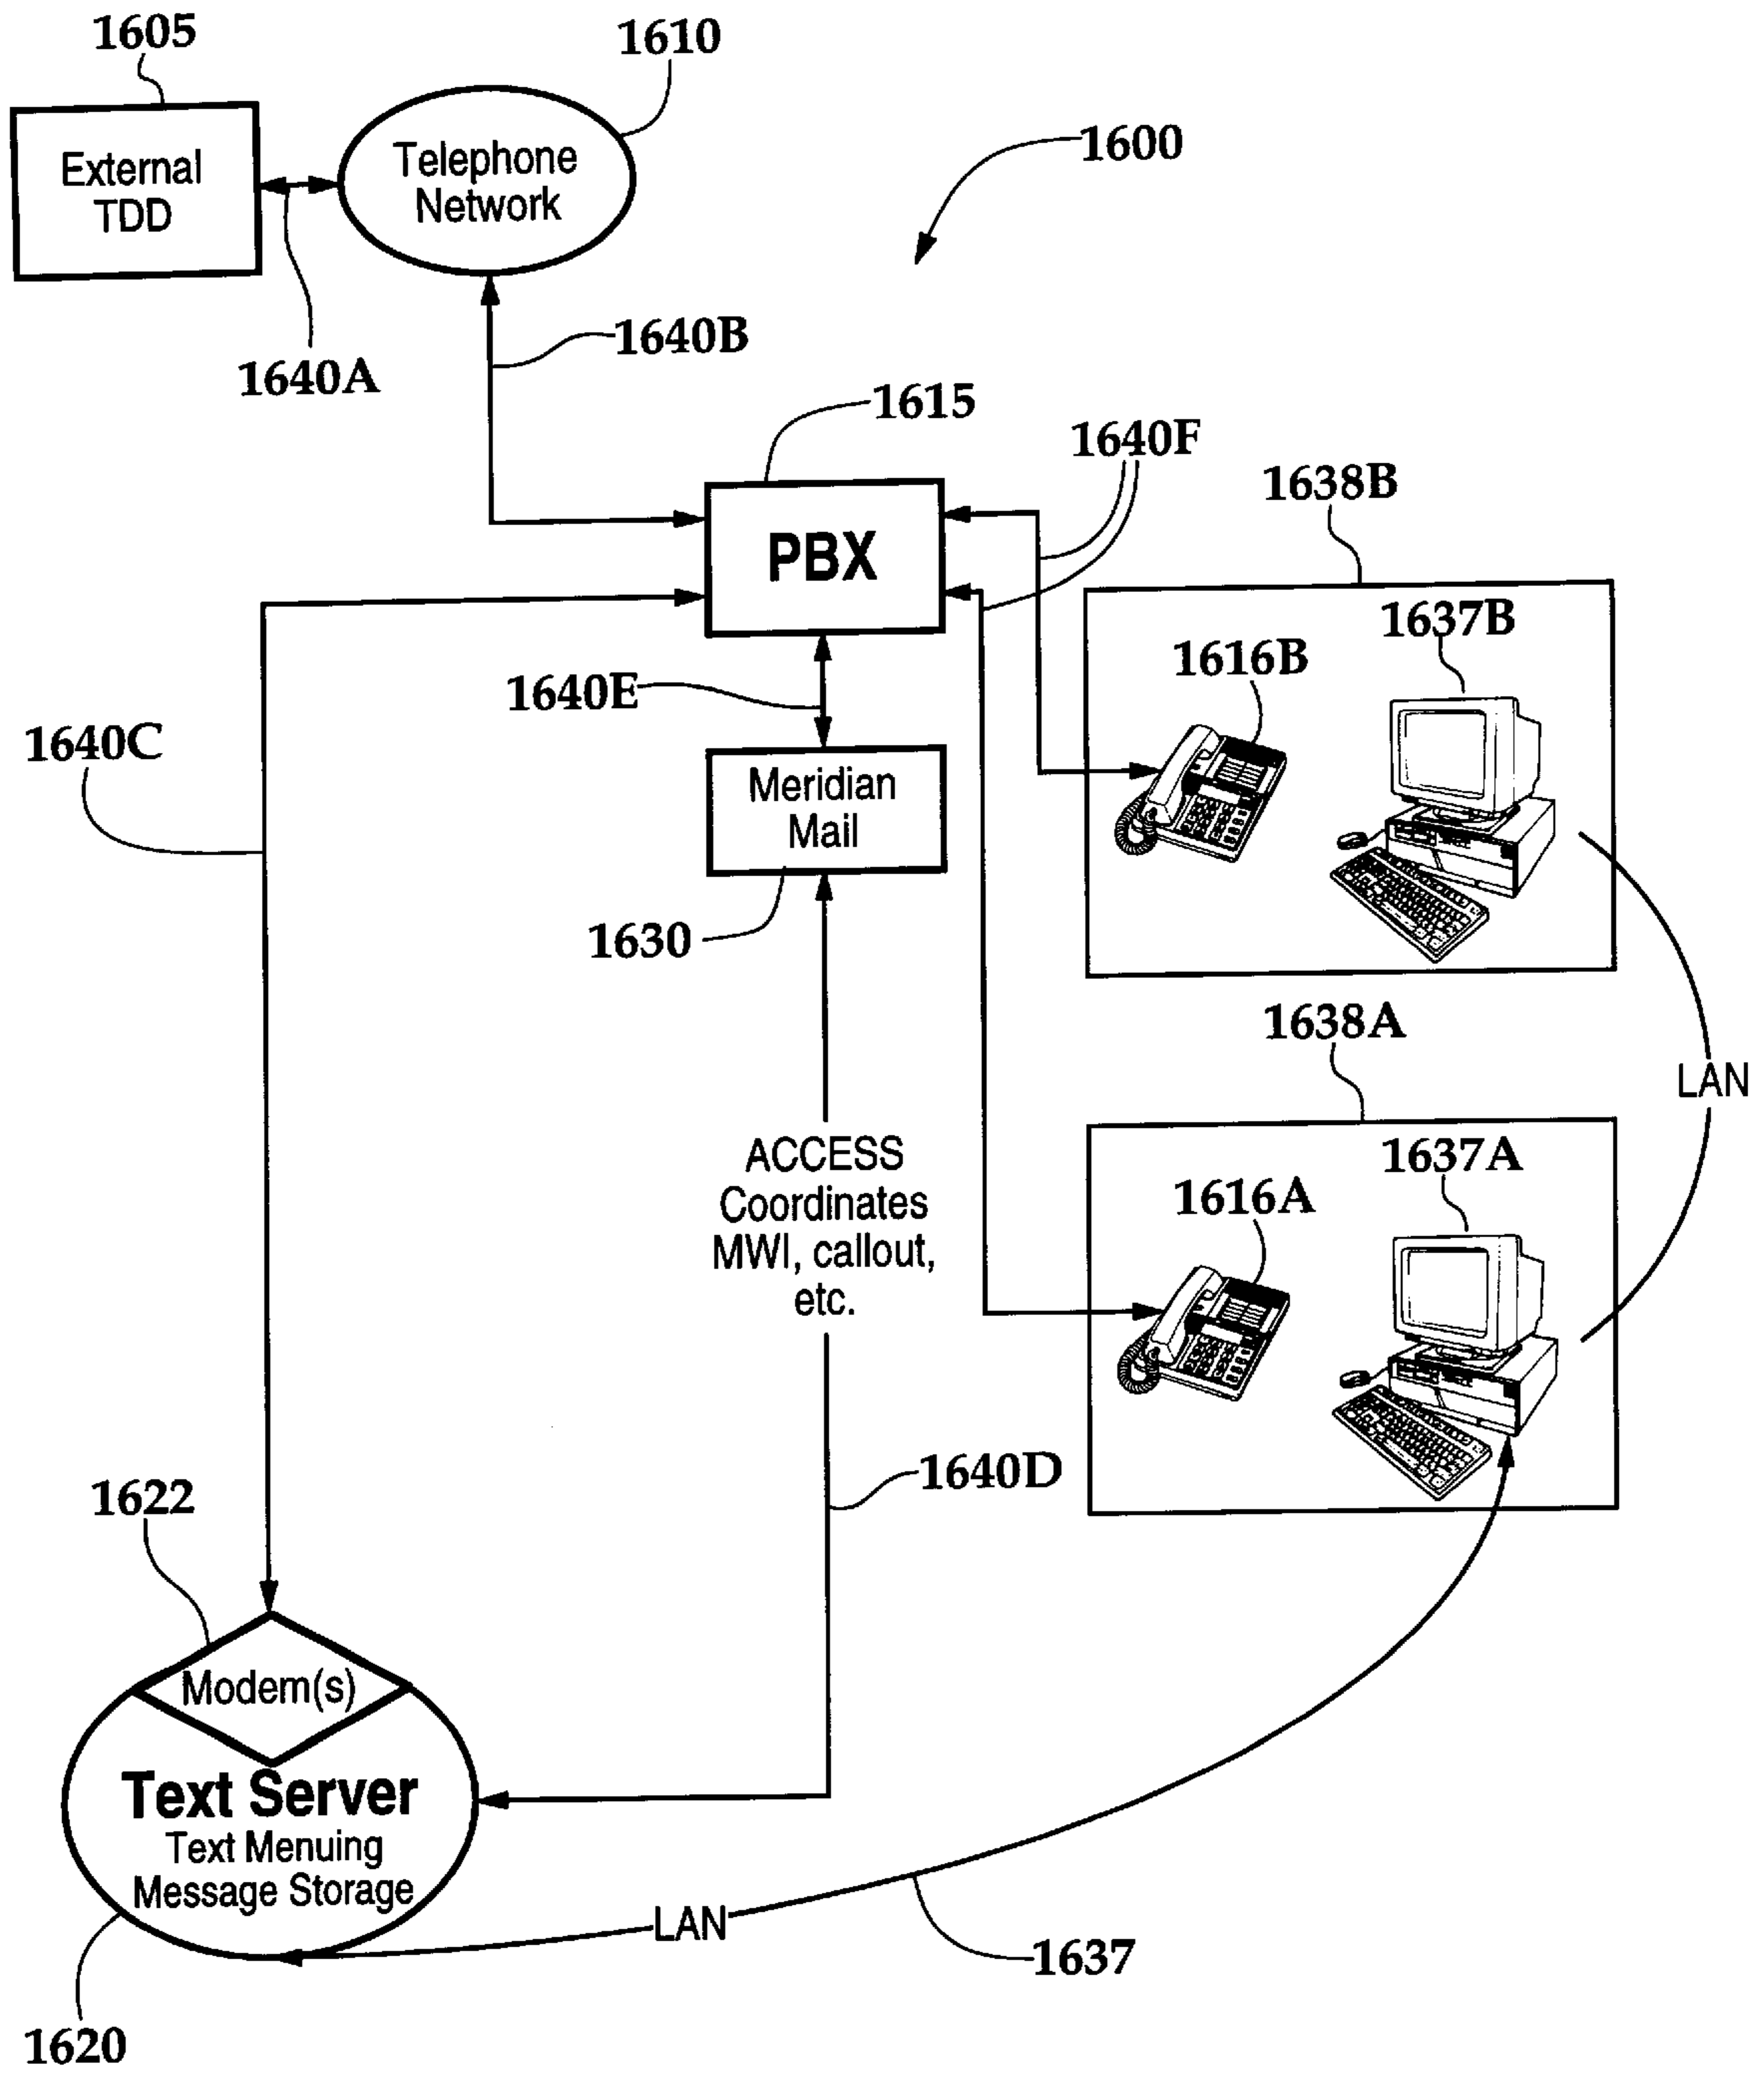 1605
1610
External
TDD
Telephone
Network
1600
1640A
1640B
1615
1640F
PBX
1638B
1637B
1616B
1640E
1640C
Meridian
Mail
1630
1638A
LAN
ACCESS
Coordinates
MWI, callout,
etc.
1637A
1616A
1640D
1622
Modem(s)
Text Server
Text Menuing
Message Storage
LAN
1637
1620